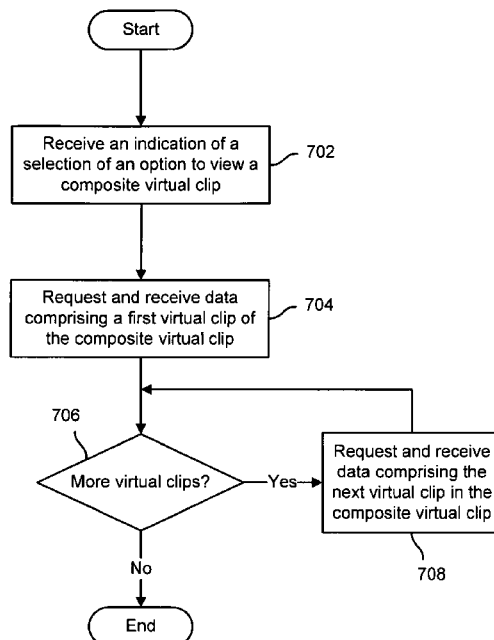 Start
Receive an indication of a
selection of an option to view a
composite virtual clip
702
Request and receive data
comprising a first virtual clip of
the composite virtual clip
704
706
More virtual clips?
Yes
Request and receive
data comprising the
next virtual clip in the
composite virtual clip
708
No
End